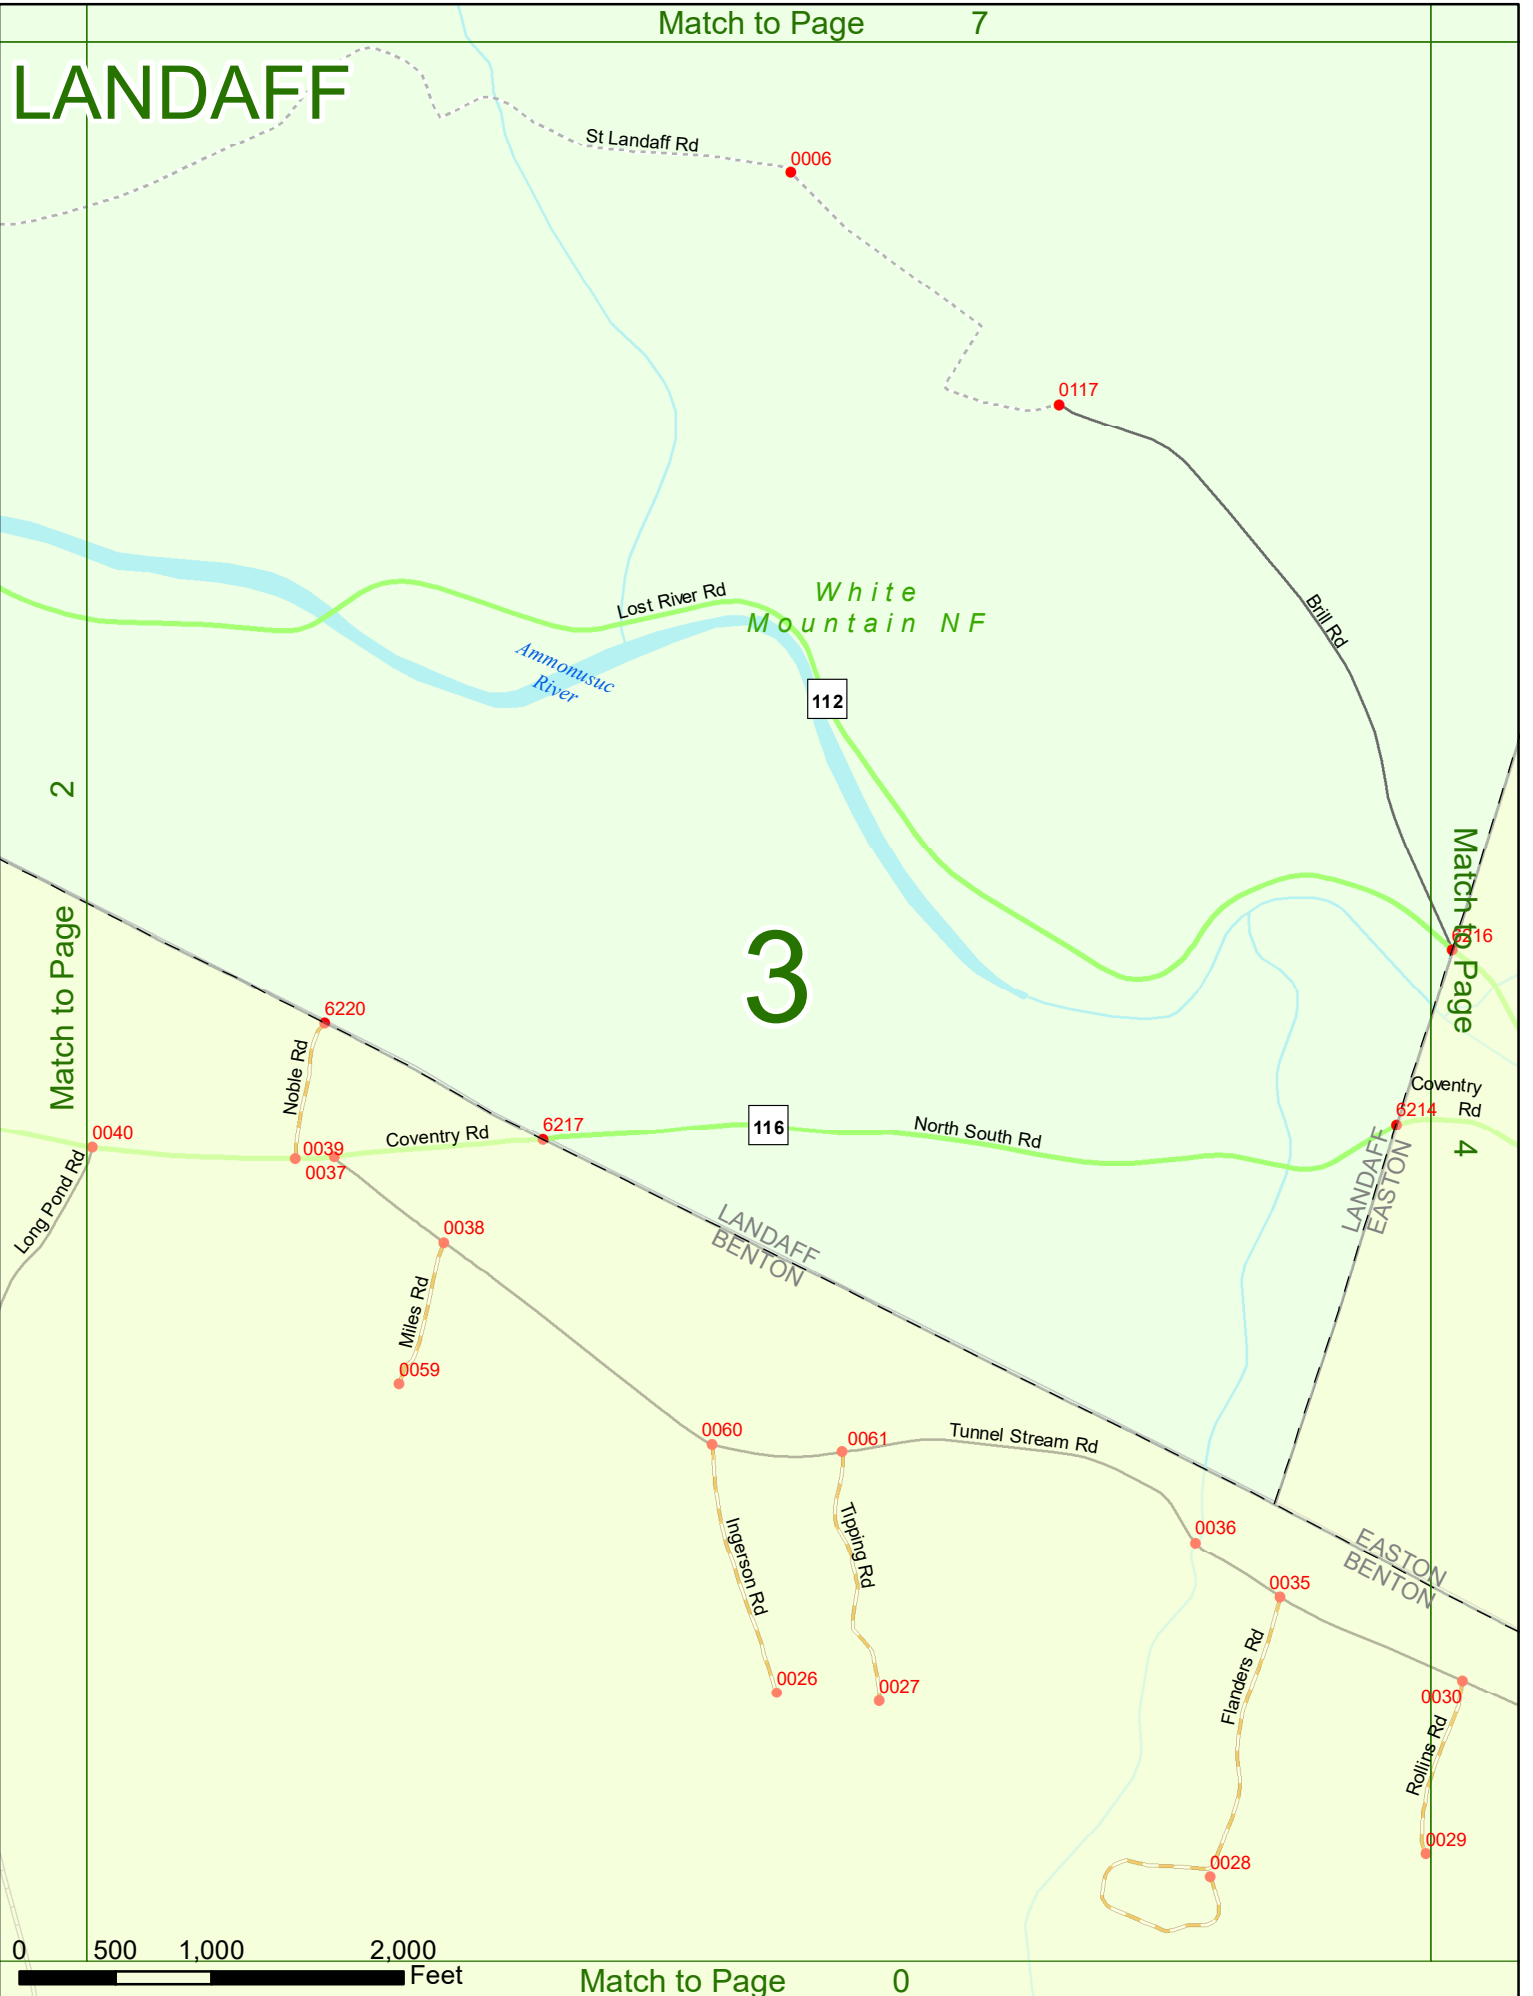 Match to Page 7
LANDAFF
St Landaff Rd
0006
0117
Brill Rd
Lost River Rd
White
Mountain NF
Ammonusuc
River
112
2
Match to Page
Match to Page
4
3
6216
6220
Noble Rd
6217
116
North South Rd
Coventry
Rd
6214
0040
0039
0037
Coventry Rd
Long Pond Rd
LANDAFF
EASTON
LANDAFF
BENTON
0038
Miles Rd
0059
0060
0061
Tunnel Stream Rd
Ingerson Rd
Tipping Rd
0036
0035
EASTON
BENTON
Flanders Rd
0026
0027
0030
Rollins Rd
0029
0028
0 500 1,000 2,000
Feet
Match to Page 0